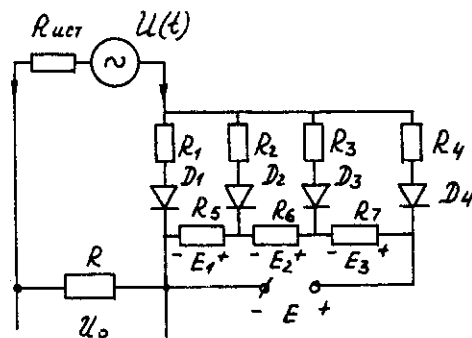 Rист U(t)
R1 R2 R3 R4
D1 D2 D3 D4
R5 R6 R7
- E1 + - E2 + - E3 +
R - E +
U0